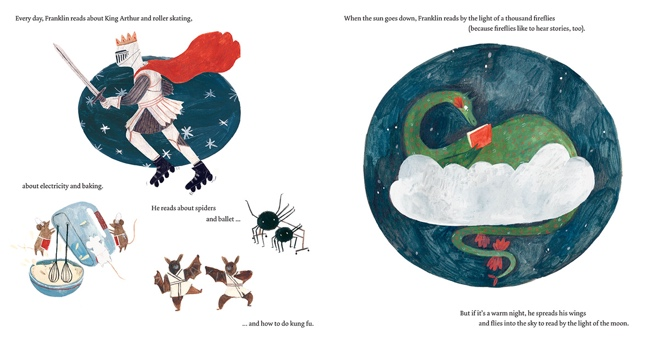 Every day, Franklin reads about King Arthur and roller skating,
about electricity and baking.
He reads about spiders
and ballet ...
... and how to do kung fu.
When the sun goes down, Franklin reads by the light of a thousand fireflies
(because fireflies like to hear stories, too).
But if it's a warm night, he spreads his wings
and flies into the sky to read by the light of the moon.